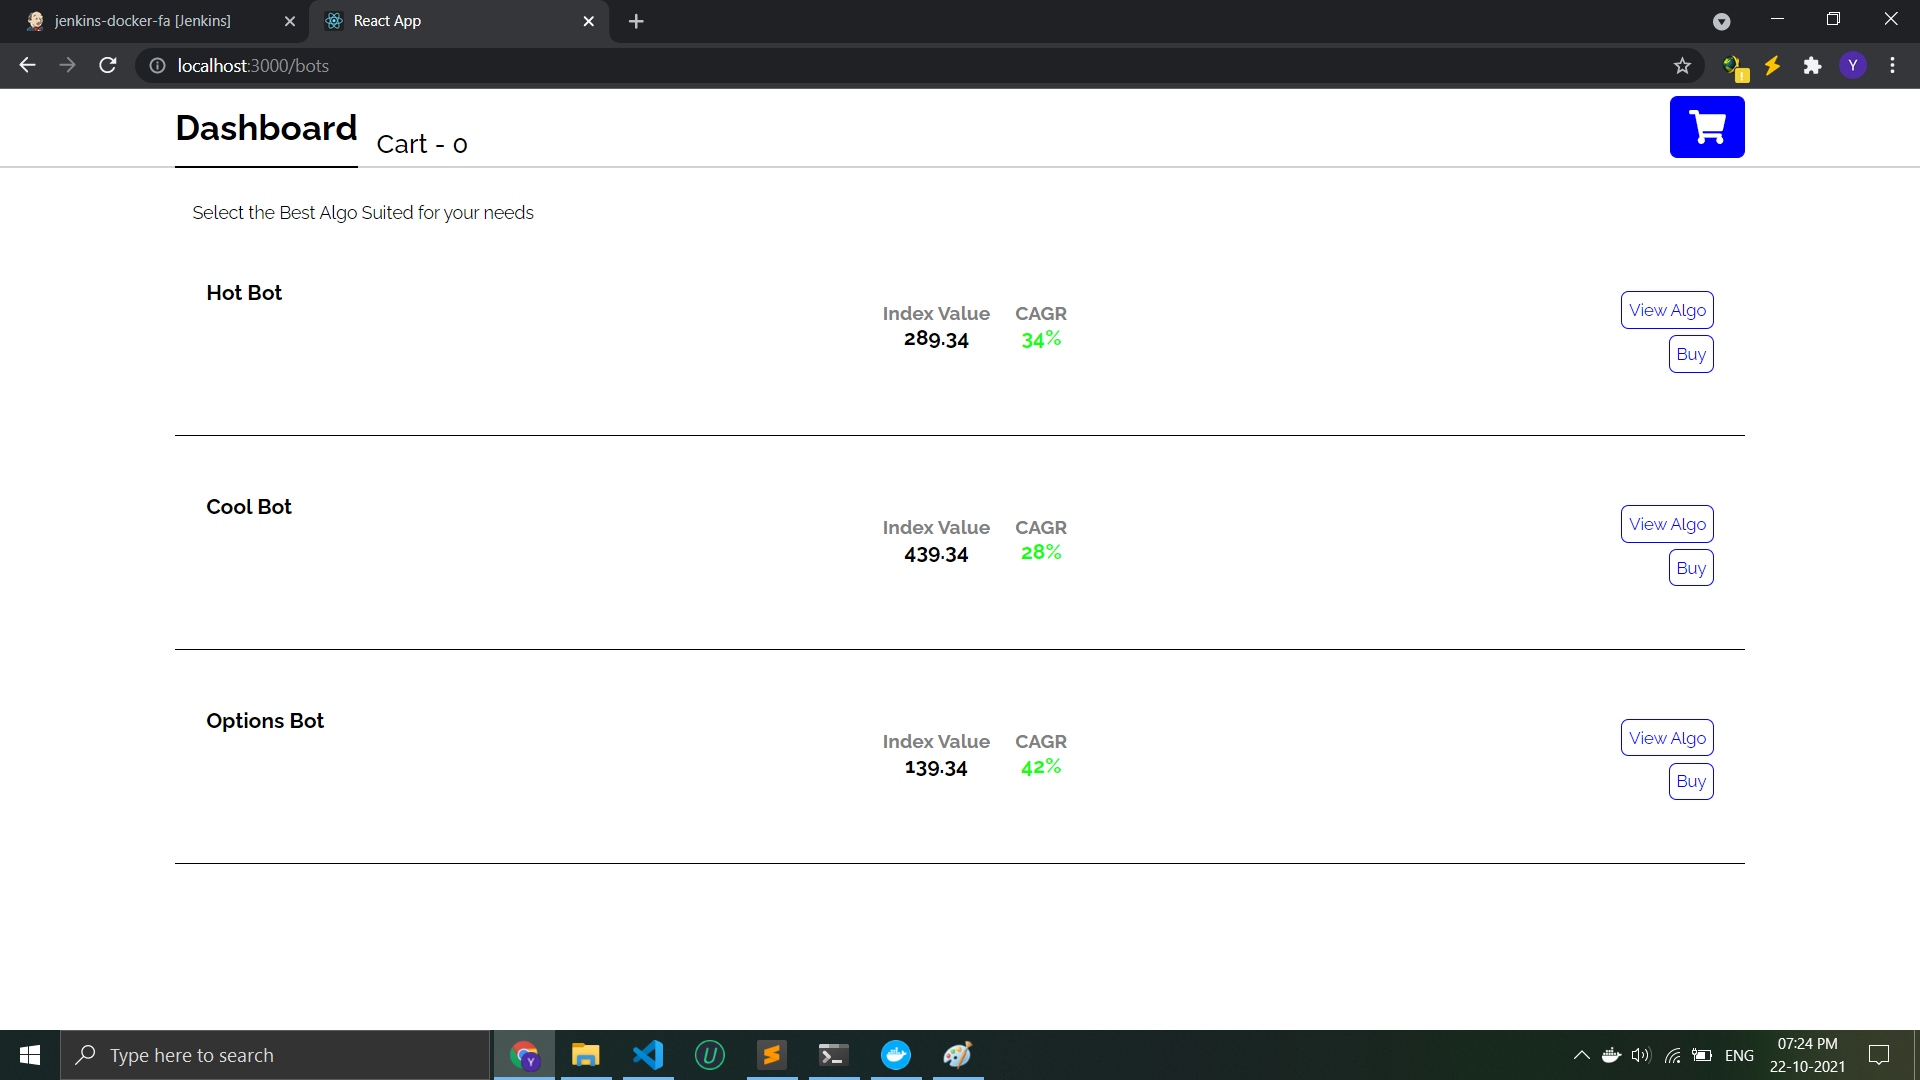 jenkins-docker-fa [Jenkins]
React App
localhost:3000/bots
Y
Dashboard
Cart - 0
Select the Best Algo Suited for your needs
Hot Bot
Index Value CAGR
289.34 34%
View Algo
Buy
Cool Bot
Index Value CAGR
439.34 28%
View Algo
Buy
Options Bot
Index Value CAGR
139.34 42%
View Algo
Buy
Type here to search
Y
U
ENG
07:24 PM
22-10-2021